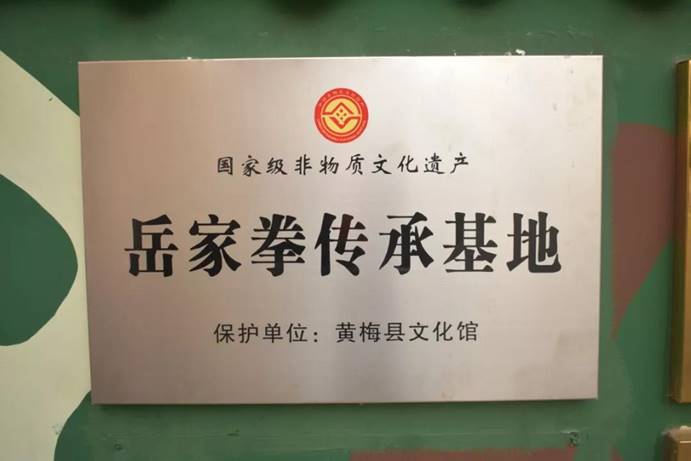 国家级非物质文化遗产
岳家拳传承基地
保护单位：黄梅县文化馆